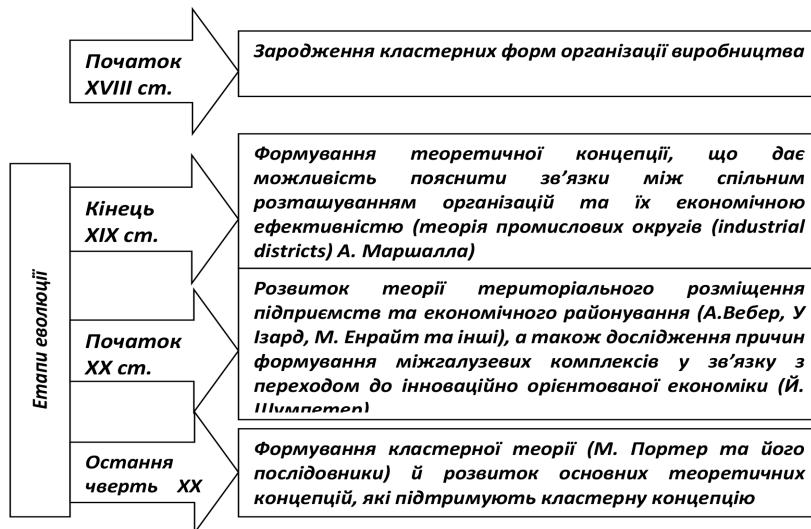 Етапи еволюції
Початок
XVIII ст.
Зародження кластерних форм організації виробництва
Кінець
XIX ст.
Формування теоретичної концепції, що дає
можливість пояснити зв’язки між спільним
розташуванням організацій та їх економічною
ефективністю (теорія промислових округів (industrial
districts) А. Маршалла)
Початок
XX ст.
Розвиток теорії територіального розміщення
підприємств та економічного районування (А.Вебер, У
Ізард, М. Енрайт та інші), а також дослідження причин
формування міжгалузевих комплексів у зв’язку з
переходом до інноваційно орієнтованої економіки (Й.
Шумпетер)
Остання
чверть XX
Формування кластерної теорії (М. Портер та його
послідовники) й розвиток основних теоретичних
концепцій, які підтримують кластерну концепцію